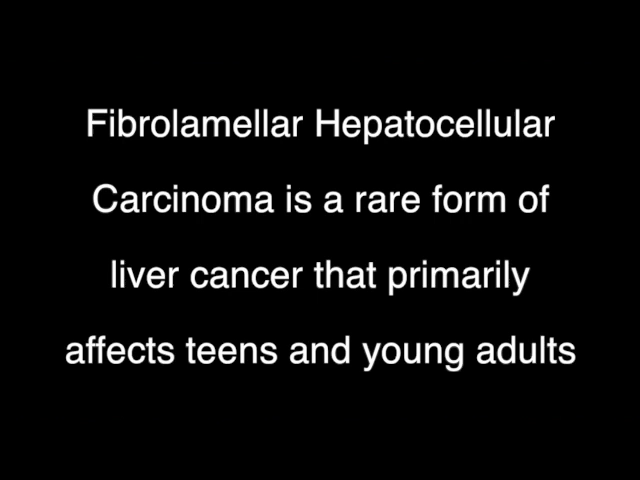 Fibrolamellar Hepatocellular
Carcinoma is a rare form of
liver cancer that primarily
affects teens and young adults